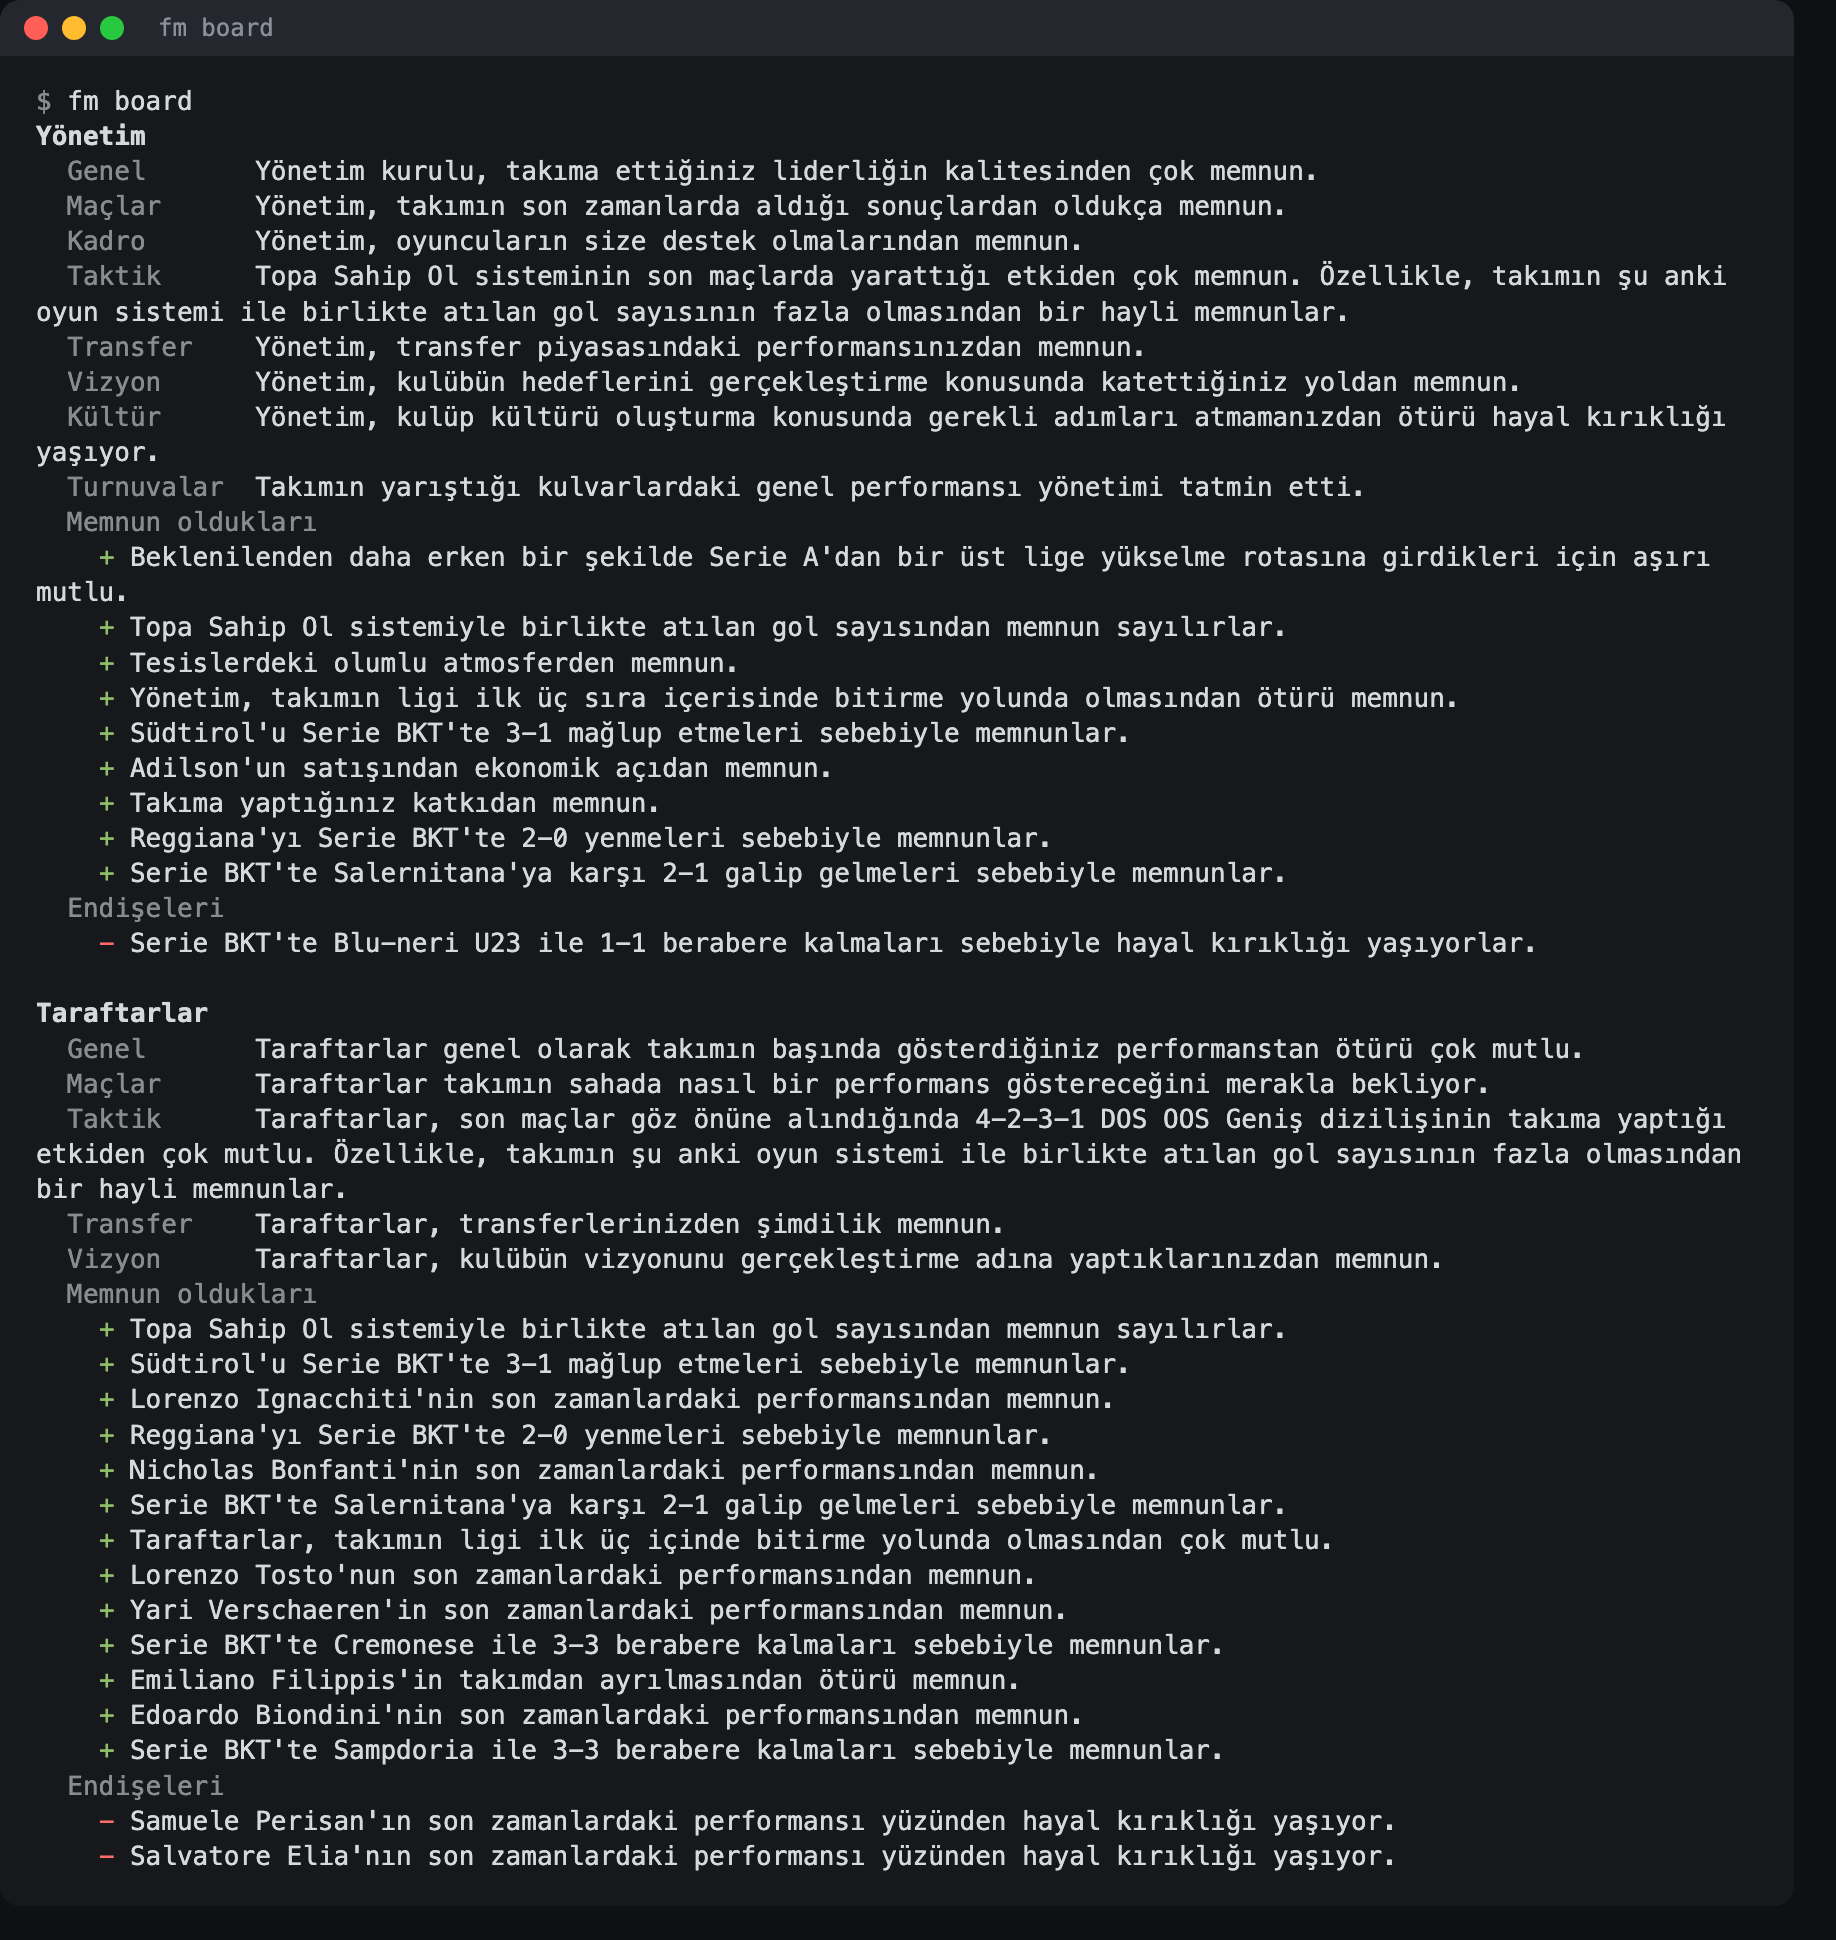 fm board
$ fm board
Yönetim
Genel Yönetim kurulu, takıma ettiğiniz liderliğin kalitesinden çok memnun.
Maçlar Yönetim, takımın son zamanlarda aldığı sonuçlardan oldukça memnun.
Kadro Yönetim, oyuncuların size destek olmalarından memnun.
Taktik Topa Sahip Ol sisteminin son maçlarda yarattığı etkiden çok memnun. Özellikle, takımın şu anki
oyun sistemi ile birlikte atılan gol sayısının fazla olmasından bir hayli memnunlar.
Transfer Yönetim, transfer piyasasındaki performansınızdan memnun.
Vizyon Yönetim, kulübün hedeflerini gerçekleştirme konusunda katettiğiniz yoldan memnun.
Kültür Yönetim, kulüp kültürü oluşturma konusunda gerekli adımları atmamanızdan ötürü hayal kırıklığı
yaşıyor.
Turnuvalar Takımın yarıştığı kulvarlardaki genel performansı yönetimi tatmin etti.
Memnun oldukları
+ Beklenilenden daha erken bir şekilde Serie A'dan bir üst lige yükselme rotasına girdikleri için aşırı
mutlu.
+ Topa Sahip Ol sistemiyle birlikte atılan gol sayısından memnun sayılırlar.
+ Tesislerdeki olumlu atmosferden memnun.
+ Yönetim, takımın ligi ilk üç sıra içerisinde bitirme yolunda olmasından ötürü memnun.
+ Südtirol'u Serie BKT'te 3-1 mağlup etmeleri sebebiyle memnunlar.
+ Adilson'un satışından ekonomik açıdan memnun.
+ Takıma yaptığınız katkıdan memnun.
+ Reggiana'yı Serie BKT'te 2-0 yenmeleri sebebiyle memnunlar.
+ Serie BKT'te Salernitana'ya karşı 2-1 galip gelmeleri sebebiyle memnunlar.
Endişeleri
- Serie BKT'te Blu-neri U23 ile 1-1 berabere kalmaları sebebiyle hayal kırıklığı yaşıyorlar.
Taraftarlar
Genel Taraftarlar genel olarak takımın başında gösterdiğiniz performanstan ötürü çok mutlu.
Maçlar Taraftarlar takımın sahada nasıl bir performans göstereceğini merakla bekliyor.
Taktik Taraftarlar, son maçlar göz önüne alındığında 4-2-3-1 DOS OOS Geniş dizilişinin takıma yaptığı
etkiden çok mutlu. Özellikle, takımın şu anki oyun sistemi ile birlikte atılan gol sayısının fazla olmasından
bir hayli memnunlar.
Transfer Taraftarlar, transferlerinizden şimdilik memnun.
Vizyon Taraftarlar, kulübün vizyonunu gerçekleştirme adına yaptıklarınızdan memnun.
Memnun oldukları
+ Topa Sahip Ol sistemiyle birlikte atılan gol sayısından memnun sayılırlar.
+ Südtirol'u Serie BKT'te 3-1 mağlup etmeleri sebebiyle memnunlar.
+ Lorenzo Ignacchiti'nin son zamanlardaki performansından memnun.
+ Reggiana'yı Serie BKT'te 2-0 yenmeleri sebebiyle memnunlar.
+ Nicholas Bonfanti'nin son zamanlardaki performansından memnun.
+ Serie BKT'te Salernitana'ya karşı 2-1 galip gelmeleri sebebiyle memnunlar.
+ Taraftarlar, takımın ligi ilk üç içinde bitirme yolunda olmasından çok mutlu.
+ Lorenzo Tosto'nun son zamanlardaki performansından memnun.
+ Yari Verschaeren'in son zamanlardaki performansından memnun.
+ Serie BKT'te Cremonese ile 3-3 berabere kalmaları sebebiyle memnunlar.
+ Emiliano Filippis'in takımdan ayrılmasından ötürü memnun.
+ Edoardo Biondini'nin son zamanlardaki performansından memnun.
+ Serie BKT'te Sampdoria ile 3-3 berabere kalmaları sebebiyle memnunlar.
Endişeleri
- Samuele Perisan'ın son zamanlardaki performansı yüzünden hayal kırıklığı yaşıyor.
- Salvatore Elia'nın son zamanlardaki performansı yüzünden hayal kırıklığı yaşıyor.